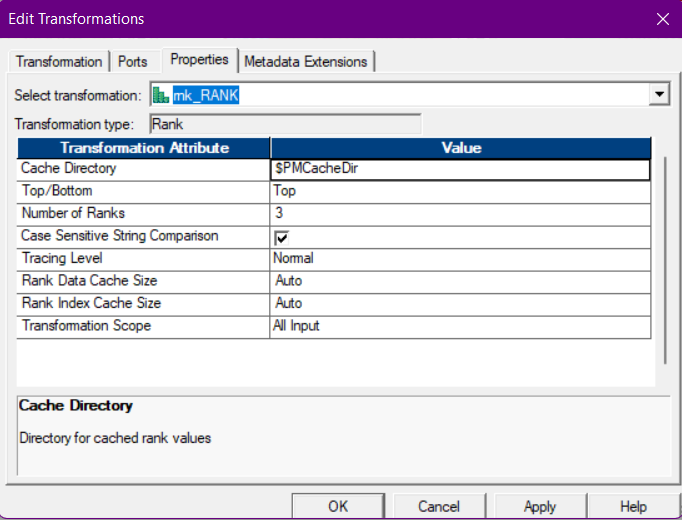 Edit Transformations
Transformation Ports Properties Metadata Extensions
Select transformation: rnk_RANK
Transformation type: Rank
Transformation Attribute Value
Cache Directory $PMCacheDir
Top/Bottom Top
Number of Ranks 3
Case Sensitive String Comparison
Tracing Level Normal
Rank Data Cache Size Auto
Rank Index Cache Size Auto
Transformation Scope All Input
Cache Directory
Directory for cached rank values
OK Cancel Apply Help